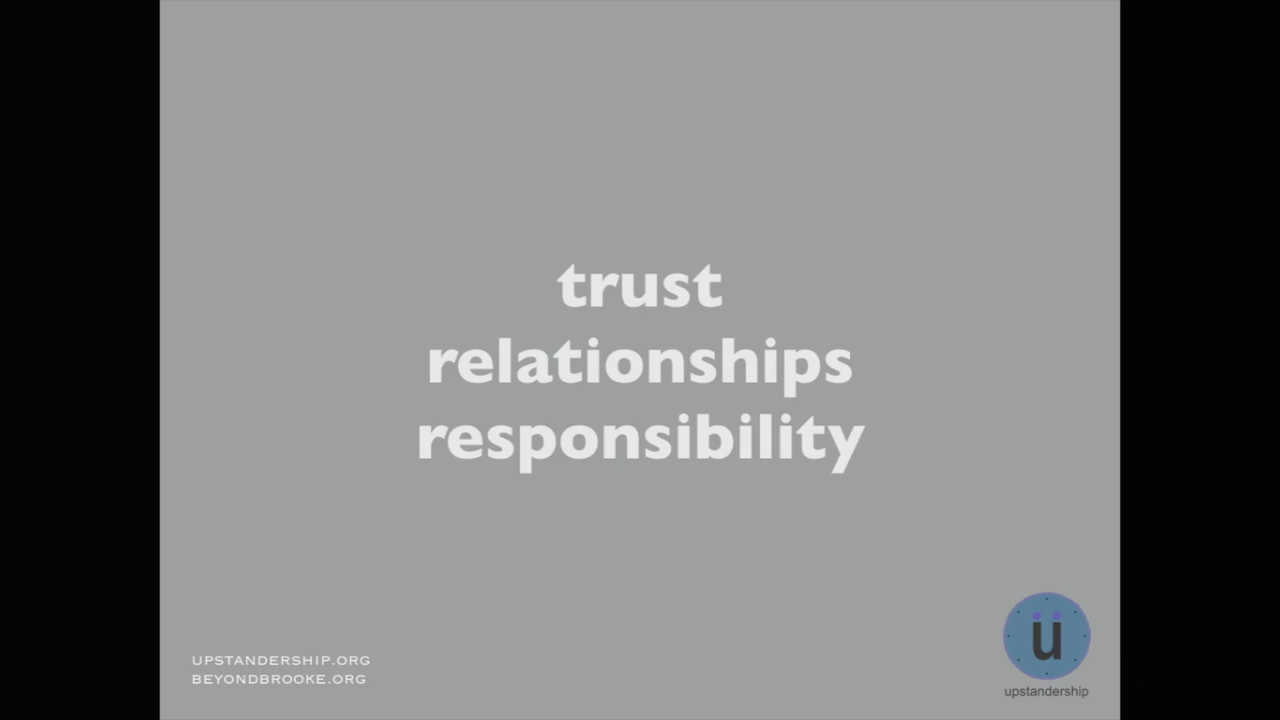 trust
relationships
responsibility
UPSTANDERSHIP.ORG
BEYONDBROOKE.ORG
ü
upstandership